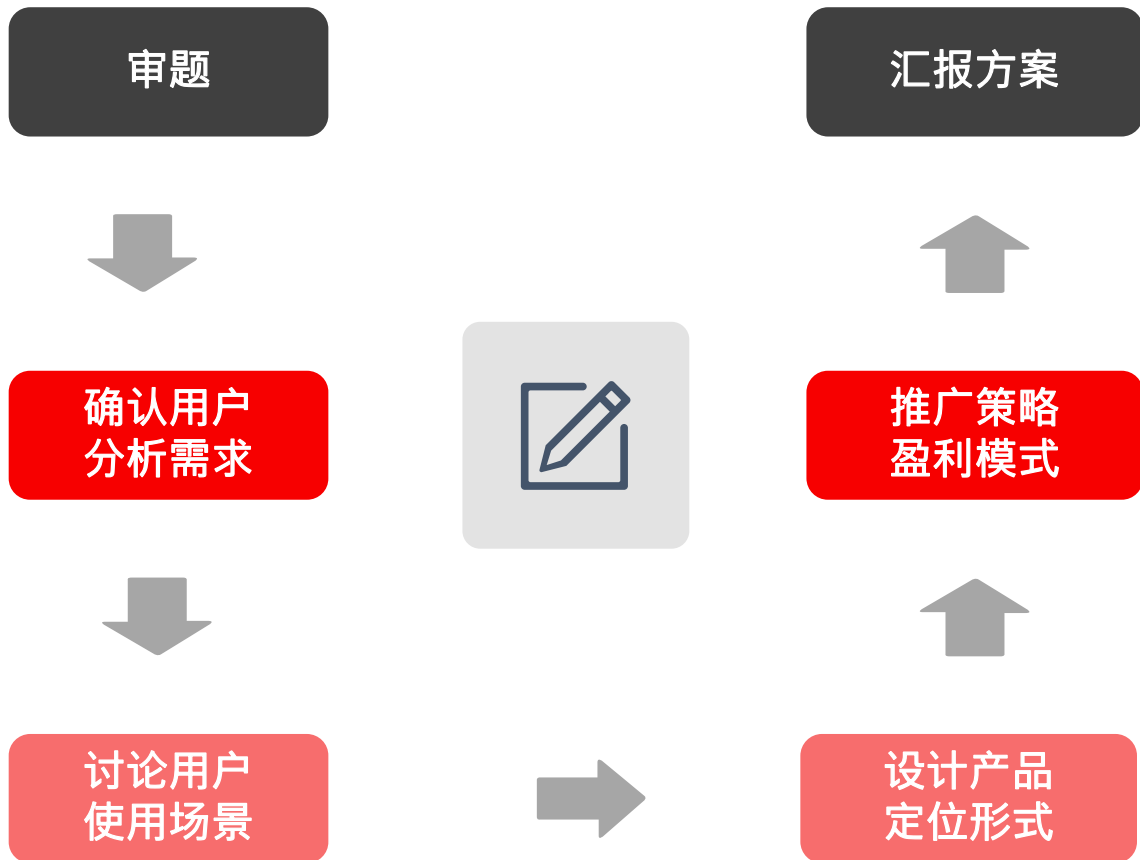 审题
汇报方案
确认用户
分析需求
推广策略
盈利模式
讨论用户
使用场景
设计产品
定位形式